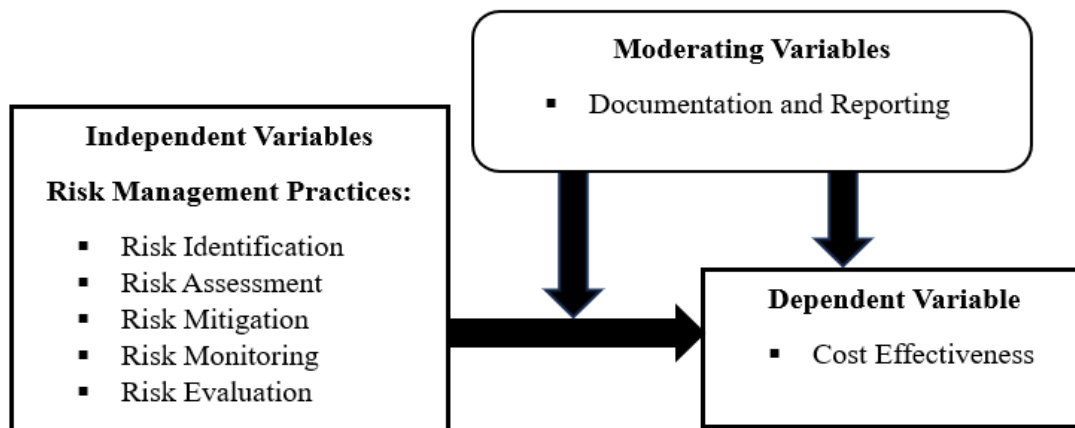 Moderating Variables
▪ Documentation and Reporting
Independent Variables
Risk Management Practices:
▪ Risk Identification
▪ Risk Assessment
▪ Risk Mitigation
▪ Risk Monitoring
▪ Risk Evaluation
Dependent Variable
▪ Cost Effectiveness